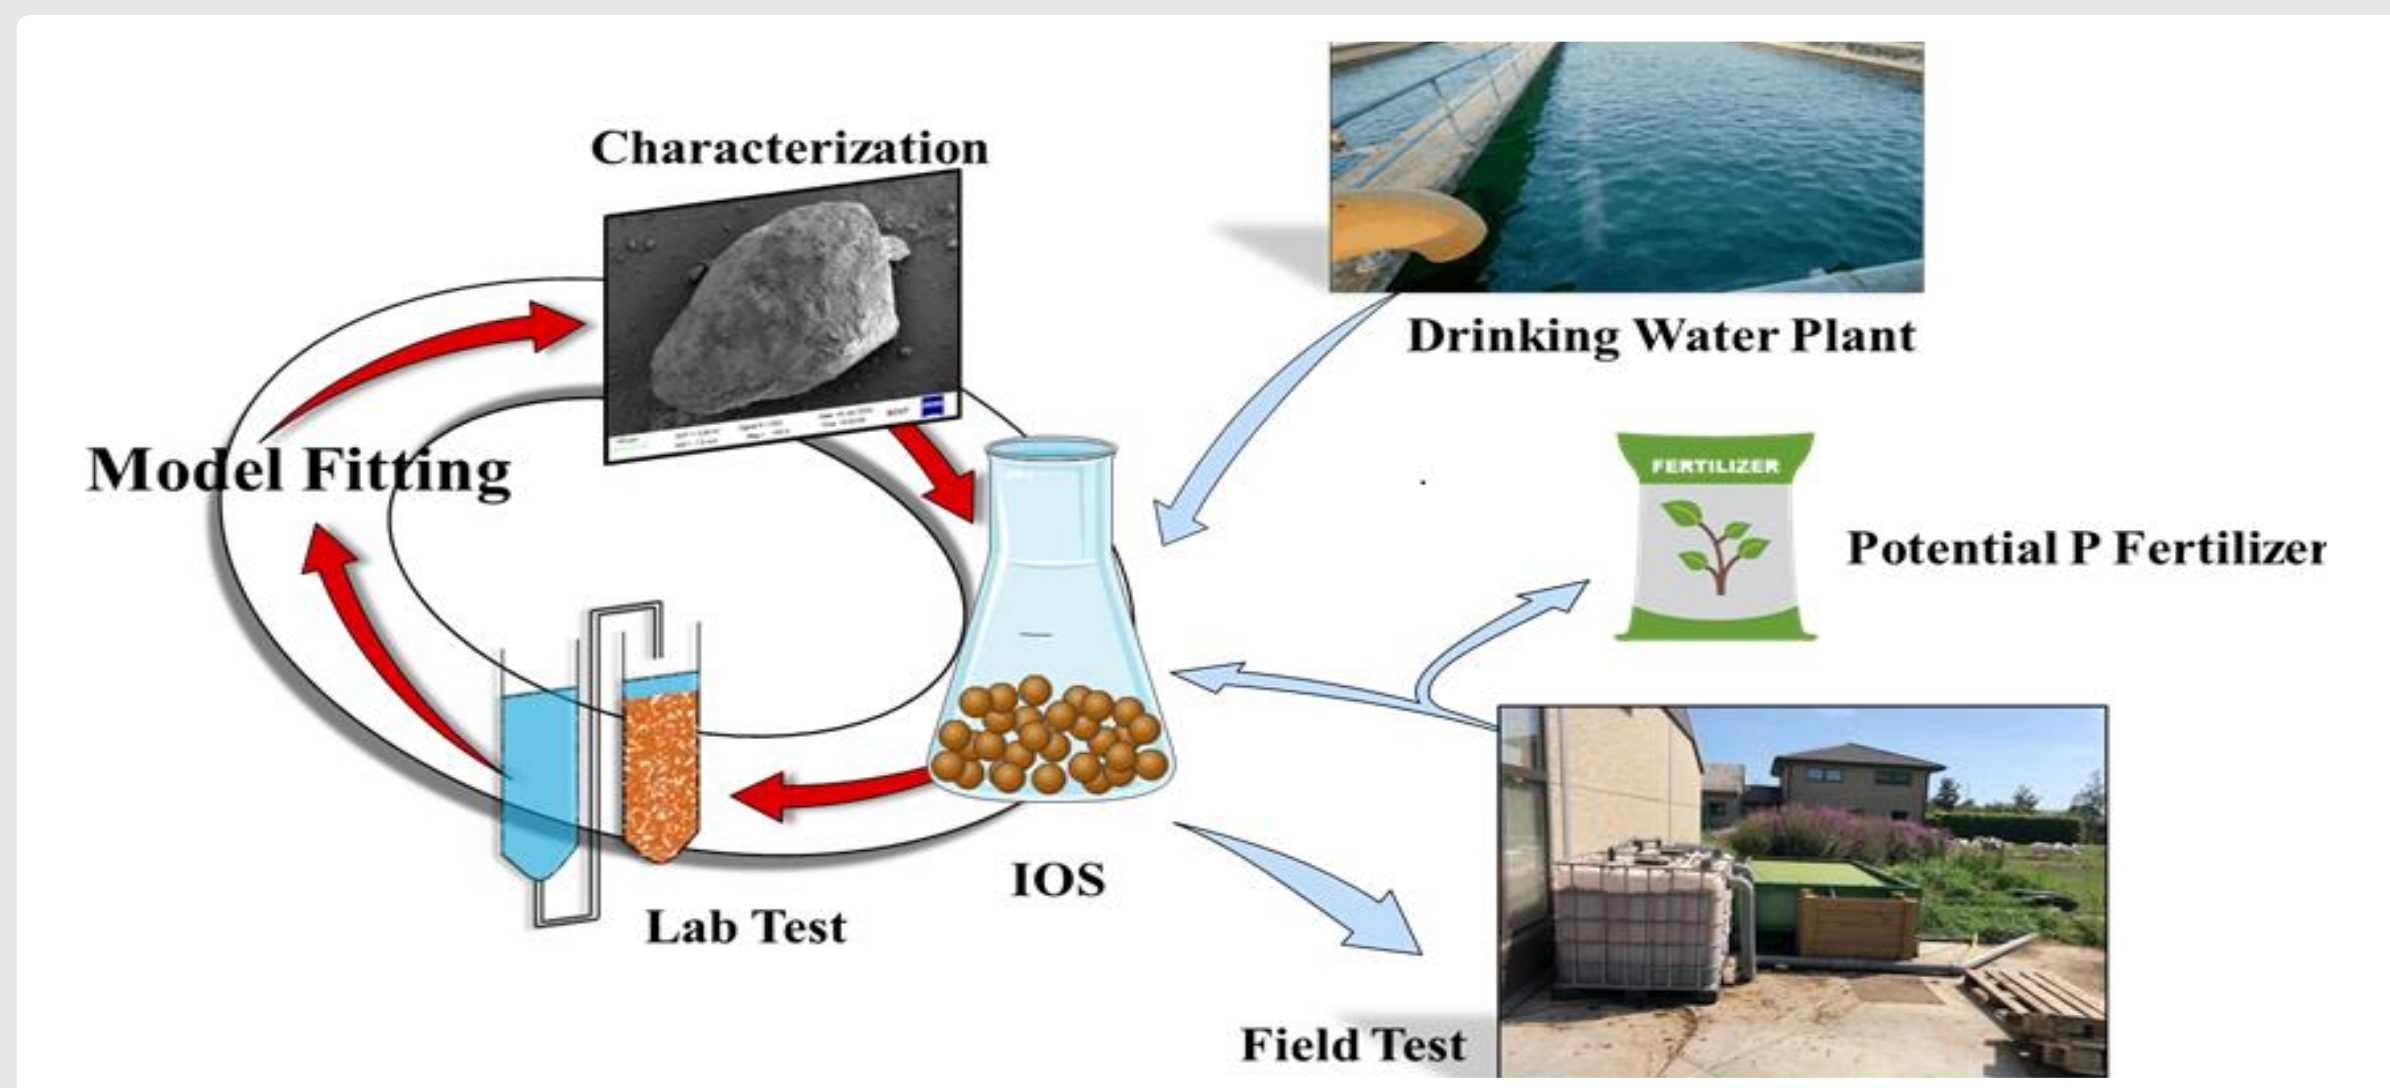 Characterization
Drinking Water Plant
Model Fitting
FERTILIZER
Potential P Fertilizer
IOS
Lab Test
Field Test